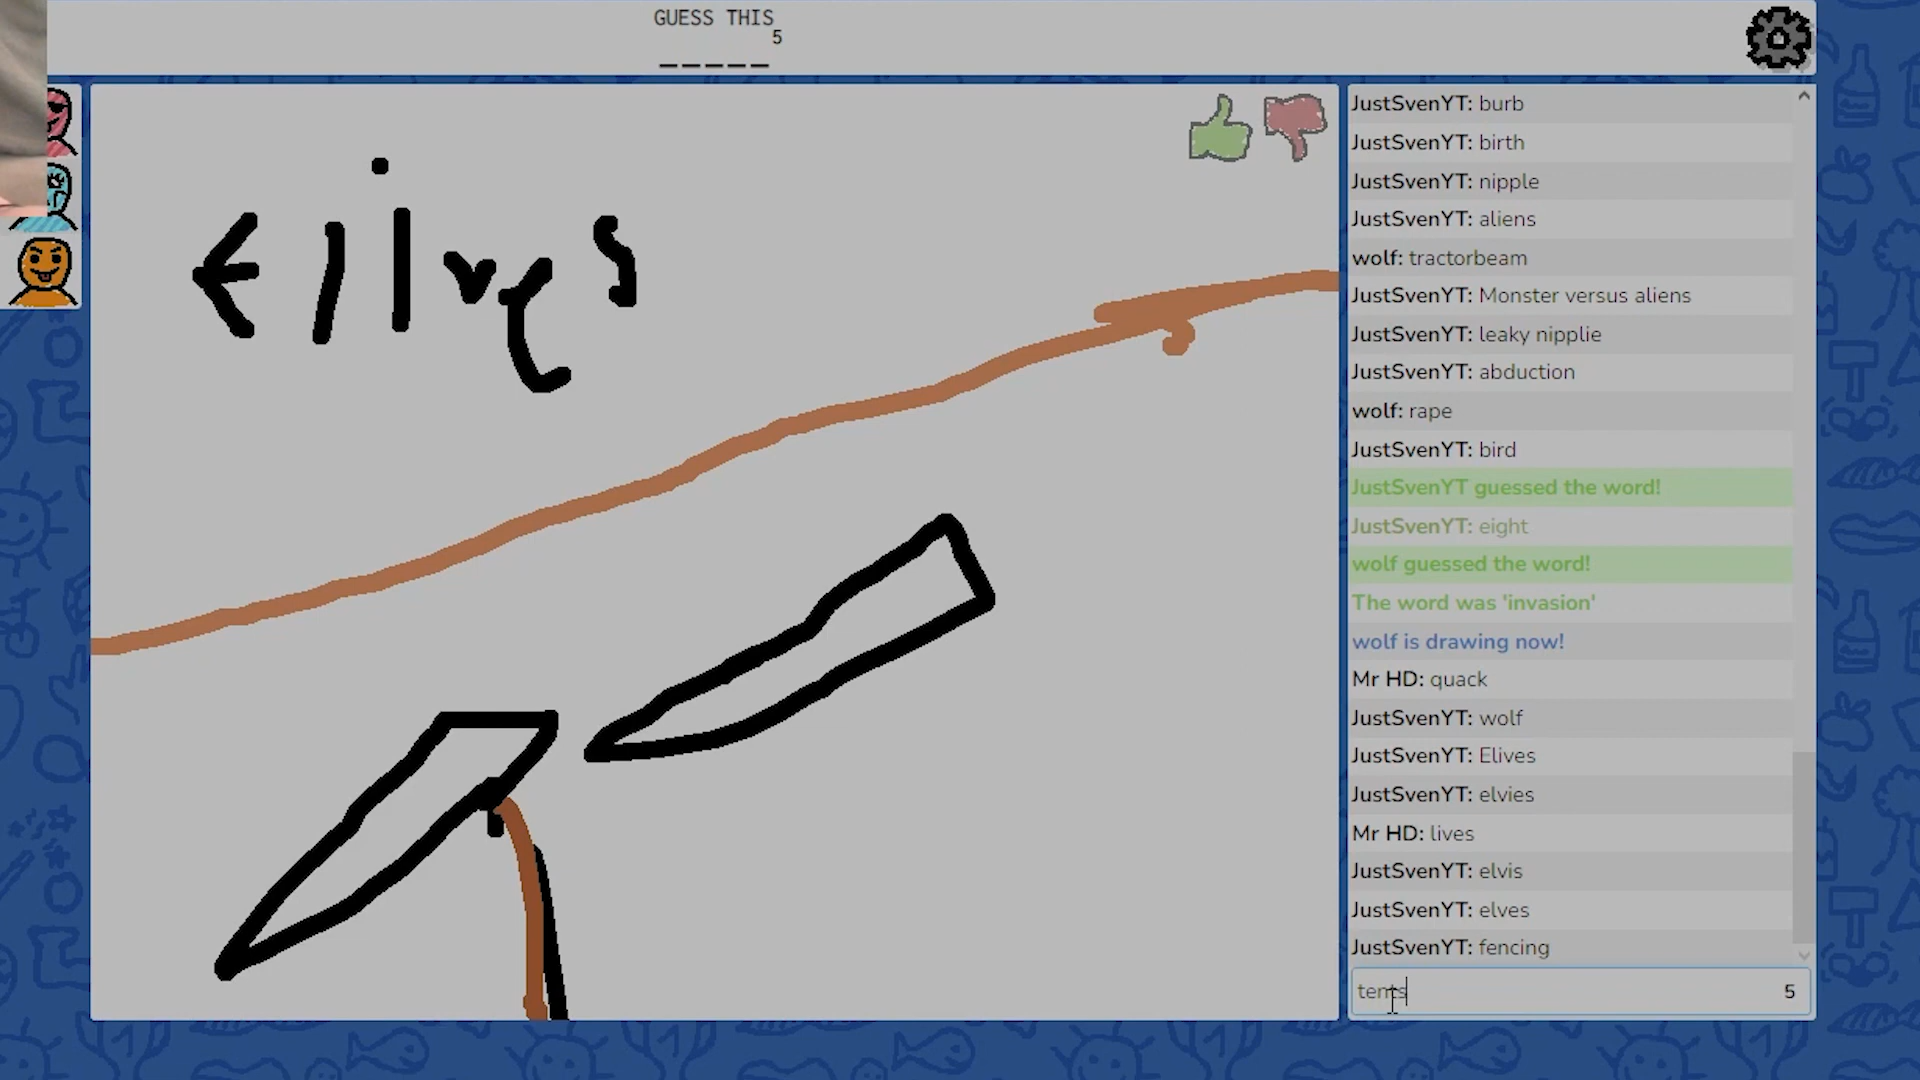 GUESS THIS
5
_____
JustSvenYT: burb
JustSvenYT: birth
JustSvenYT: nipple
JustSvenYT: aliens
wolf: tractorbeam
JustSvenYT: Monster versus aliens
JustSvenYT: leaky nipplie
JustSvenYT: abduction
wolf: rape
JustSvenYT: bird
JustSvenYT guessed the word!
JustSvenYT: eight
wolf guessed the word!
The word was 'invasion'
wolf is drawing now!
Mr HD: quack
JustSvenYT: wolf
JustSvenYT: Elives
JustSvenYT: elvies
Mr HD: lives
JustSvenYT: elvis
JustSvenYT: elves
JustSvenYT: fencing
tents 5